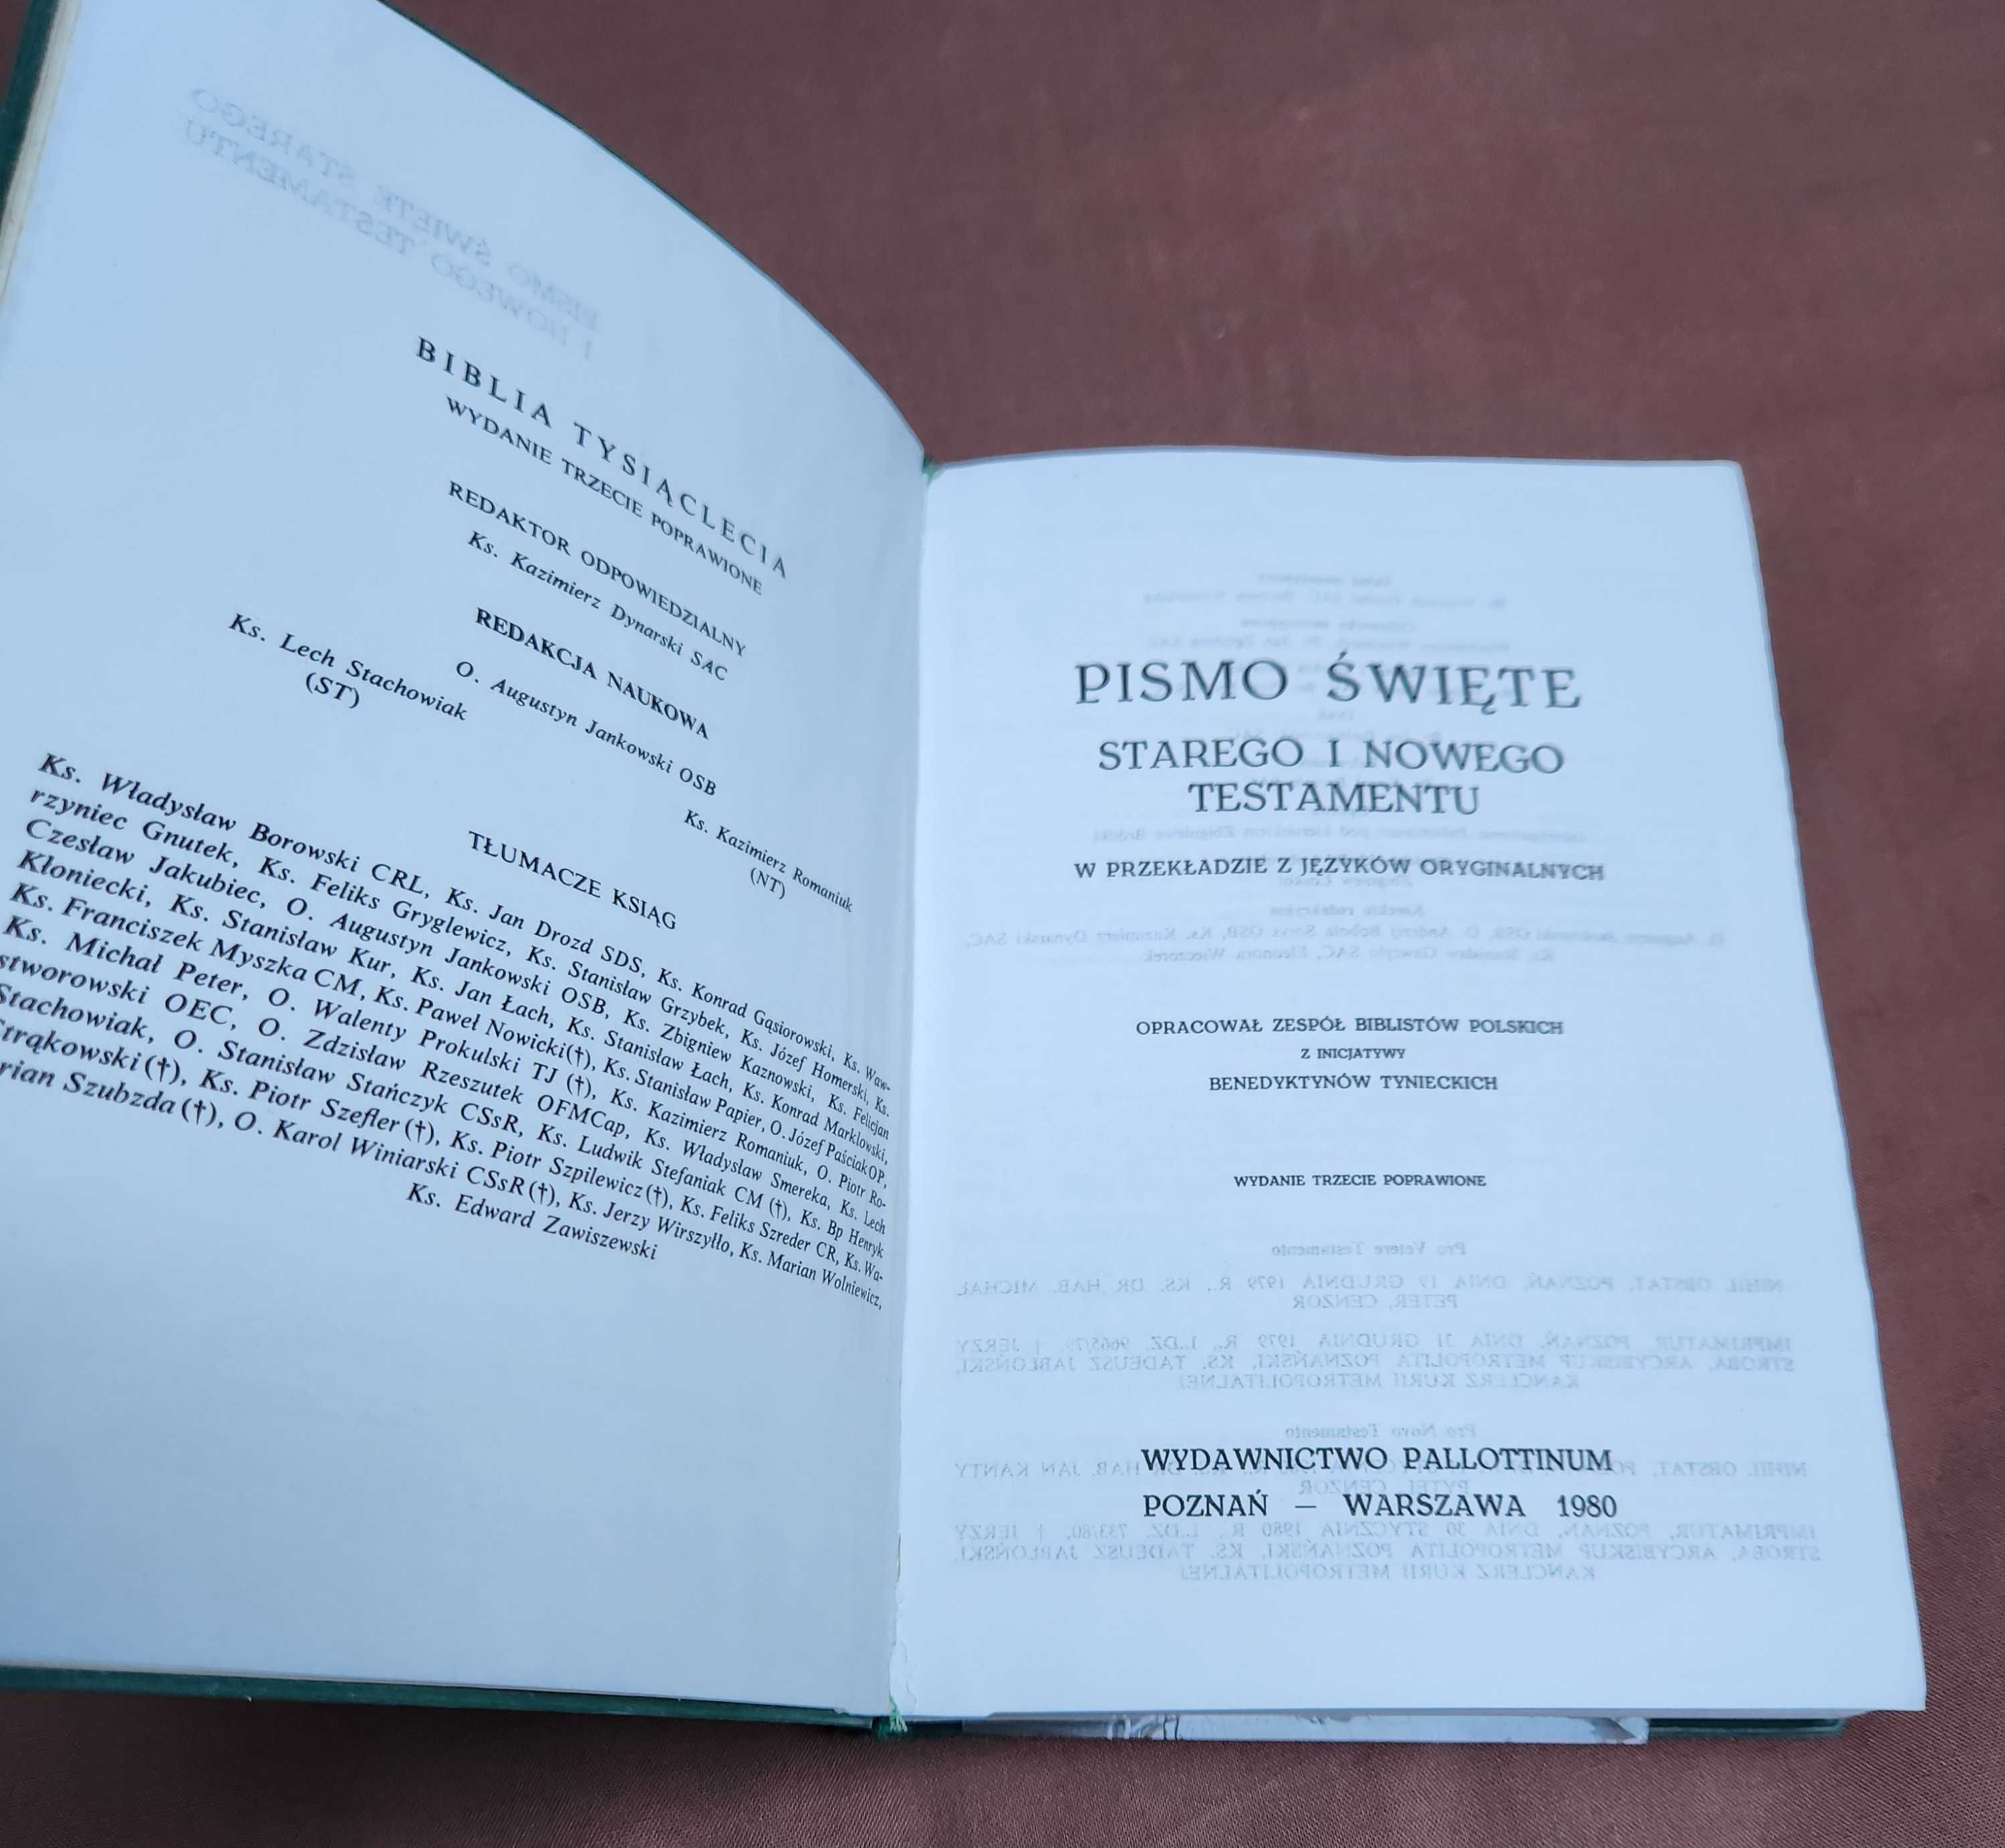 BIBLIA TYSIĄCLECIA
WYDANIE TRZECIE POPRAWIONE
REDAKTOR ODPOWIEDZIALNY
Ks. Kazimierz Dynarski SAC
REDAKCJA NAUKOWA
O. Augustyn Jankowski OSB
Ks. Lech Stachowiak
(ST)
Ks. Kazimierz Romaniuk
(NT)
TŁUMACZE KSIĄG
Ks. Władysław Borowski CRL, Ks. Jan Drozd SDS, Ks. Konrad Gąsiorowski, Ks. Waw-
rzyniec Gnutek, Ks. Feliks Gryglewicz, Ks. Stanisław Grzybek, Ks. Józef Homerski, Ks.
Czesław Jakubiec, O. Augustyn Jankowski OSB, Ks. Zbigniew Kaznowski, Ks. Felicjan
Kłoniecki, Ks. Stanisław Kur, Ks. Jan Łach, Ks. Stanisław Łach, Ks. Konrad Marklowski,
Ks. Franciszek Myszka CM, Ks. Paweł Nowicki(†), Ks. Stanisław Papier, O. Józef Paściak OP,
Ks. Michał Peter, O. Walenty Prokulski TJ (†), Ks. Kazimierz Romaniuk, O. Piotr Ro-
stworowski OEC, O. Zdzisław Rzeszutek OFMCap, Ks. Władysław Smereka, Ks. Lech
Stachowiak, O. Stanisław Stańczyk CSsR, Ks. Ludwik Stefaniak CM (†), Ks. Bp Henryk
Strąkowski(†), Ks. Piotr Szefler(†), Ks. Piotr Szpilewicz(†), Ks. Feliks Szreder CR, Ks. Wa-
rian Szubzda(†), O. Karol Winiarski CSsR(†), Ks. Jerzy Wirszyłło, Ks. Marian Wolniewicz,
Ks. Edward Zawiszewski
PISMO ŚWIĘTE
STAREGO I NOWEGO
TESTAMENTU
W PRZEKŁADZIE Z JĘZYKÓW ORYGINALNYCH
OPRACOWAŁ ZESPÓŁ BIBLISTÓW POLSKICH
Z INICJATYWY
BENEDYKTYNÓW TYNIECKICH
WYDANIE TRZECIE POPRAWIONE
WYDAWNICTWO PALLOTTINUM
POZNAŃ — WARSZAWA 1980